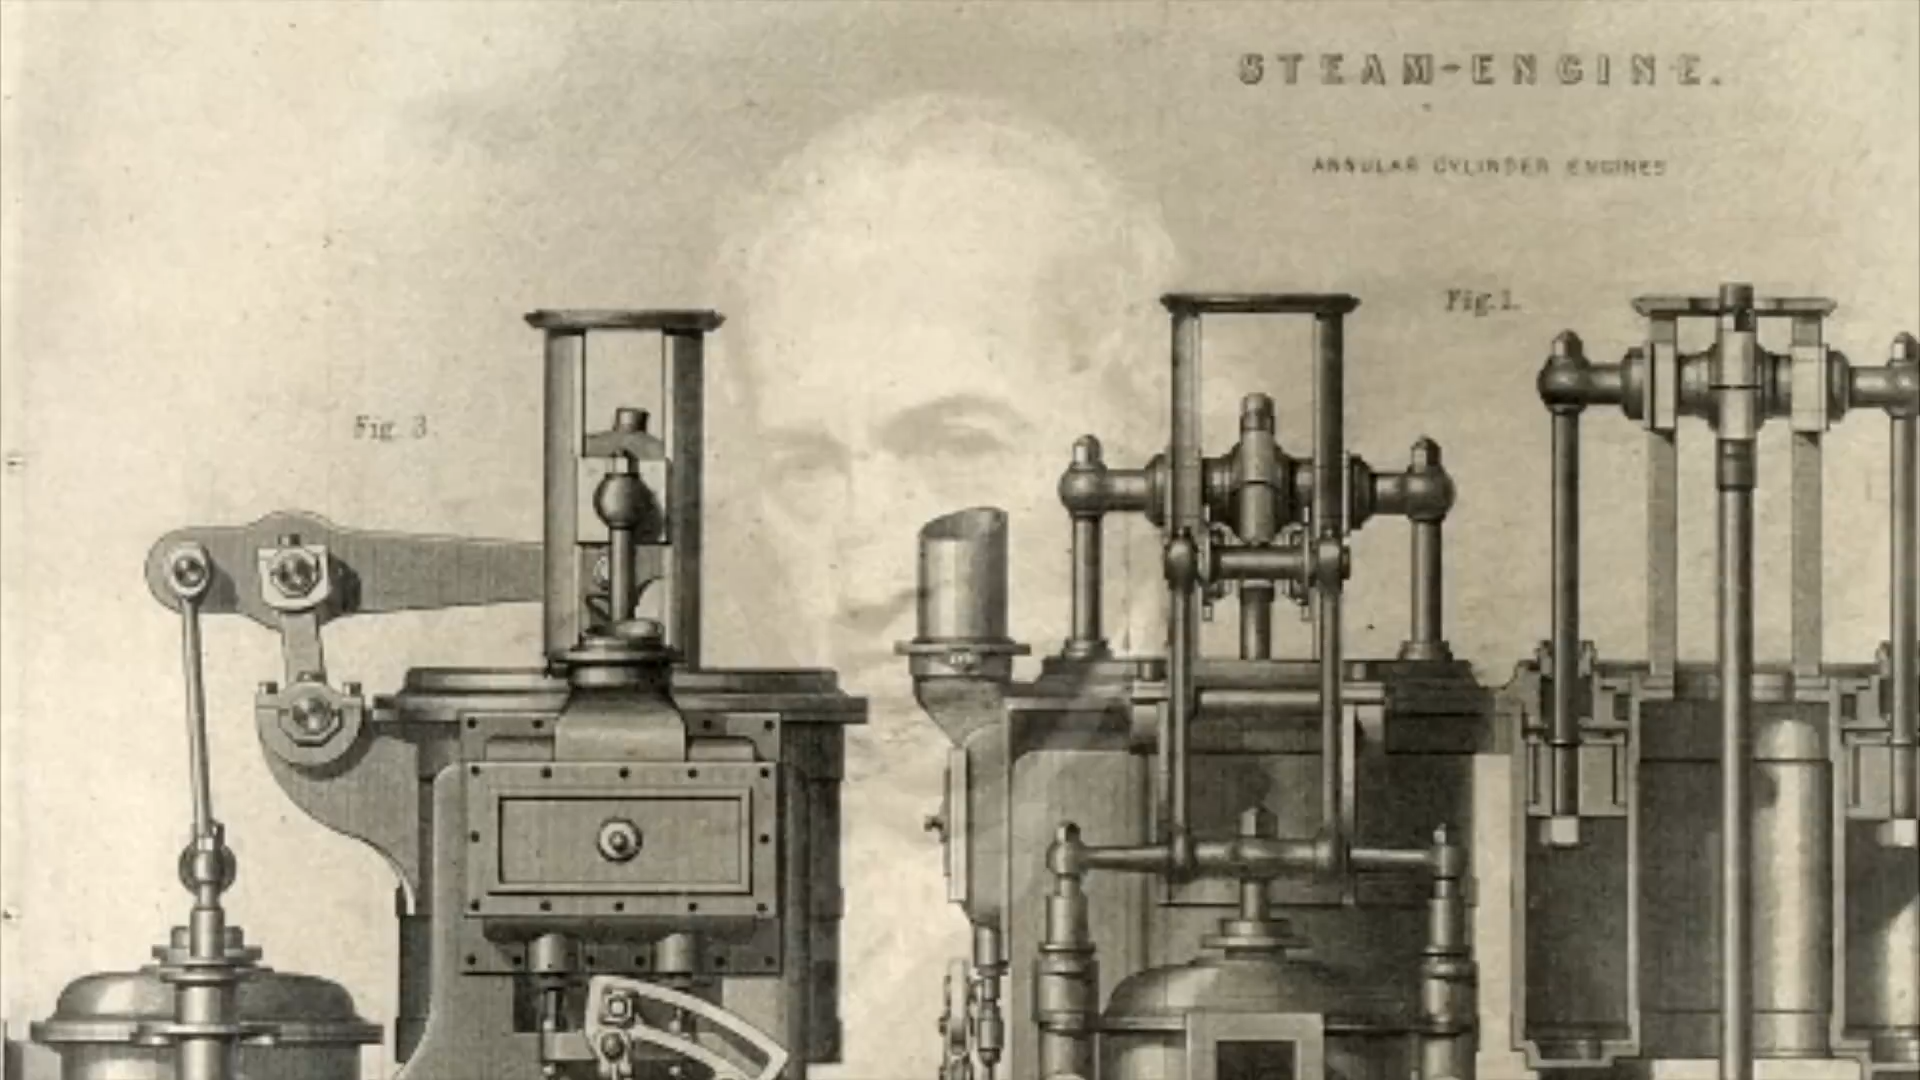 STEAM-ENGINE.
ANNULAR CYLINDER ENGINES
Fig. 1.
Fig. 3.